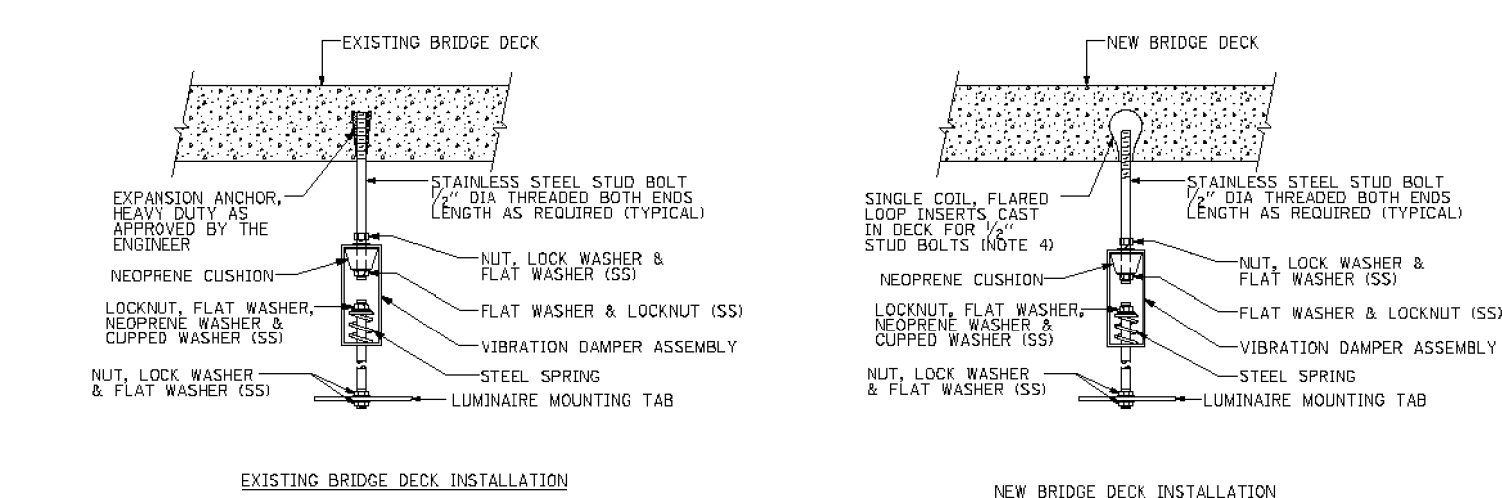 EXISTING BRIDGE DECK
EXPANSION ANCHOR,
HEAVY DUTY AS
APPROVED BY THE
ENGINEER
STAINLESS STEEL STUD BOLT
1/2" DIA THREADED BOTH ENDS
LENGTH AS REQUIRED (TYPICAL)
NEOPRENE CUSHION
NUT, LOCK WASHER &
FLAT WASHER (SS)
LOCKNUT, FLAT WASHER,
NEOPRENE WASHER &
CUPPED WASHER (SS)
FLAT WASHER & LOCKNUT (SS)
VIBRATION DAMPER ASSEMBLY
NUT, LOCK WASHER
& FLAT WASHER (SS)
STEEL SPRING
LUMINAIRE MOUNTING TAB
EXISTING BRIDGE DECK INSTALLATION
NEW BRIDGE DECK
SINGLE COIL, FLARED
LOOP INSERTS CAST
IN DECK FOR 1/2"
STUD BOLTS (NOTE 4)
STAINLESS STEEL STUD BOLT
1/2" DIA THREADED BOTH ENDS
LENGTH AS REQUIRED (TYPICAL)
NEOPRENE CUSHION
NUT, LOCK WASHER &
FLAT WASHER (SS)
LOCKNUT, FLAT WASHER,
NEOPRENE WASHER &
CUPPED WASHER (SS)
FLAT WASHER & LOCKNUT (SS)
VIBRATION DAMPER ASSEMBLY
NUT, LOCK WASHER
& FLAT WASHER (SS)
STEEL SPRING
LUMINAIRE MOUNTING TAB
NEW BRIDGE DECK INSTALLATION